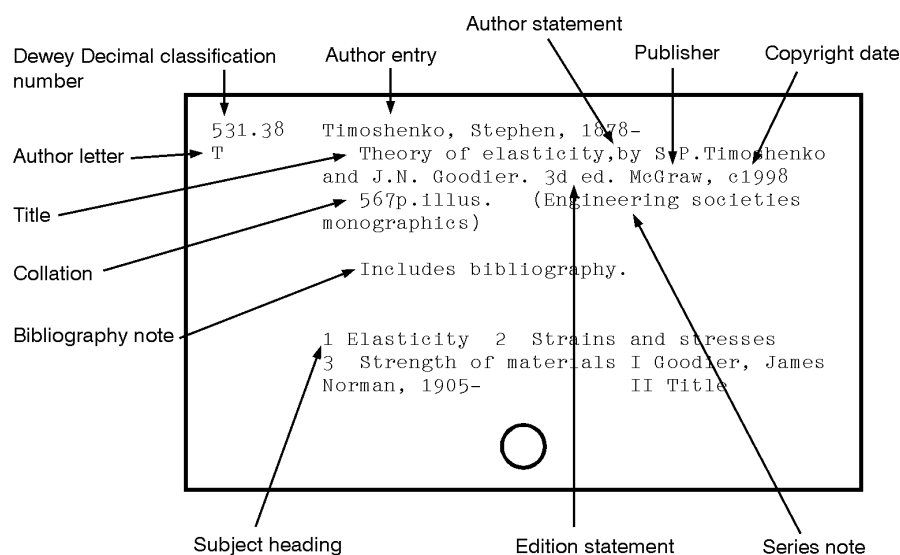 Author statement
Dewey Decimal classification
number
Author entry
Publisher
Copyright date
531.38 Timoshenko, Stephen, 1878-
Author letter
T Theory of elasticity,by S.P.Timoshenko
and J.N. Goodier. 3d ed. McGraw, c1998
Title
567p.illus. (Engineering societies
monographics)
Collation
Includes bibliography.
Bibliography note
1 Elasticity 2 Strains and stresses
3 Strength of materials I Goodier, James
Norman, 1905- II Title
Subject heading
Edition statement
Series note